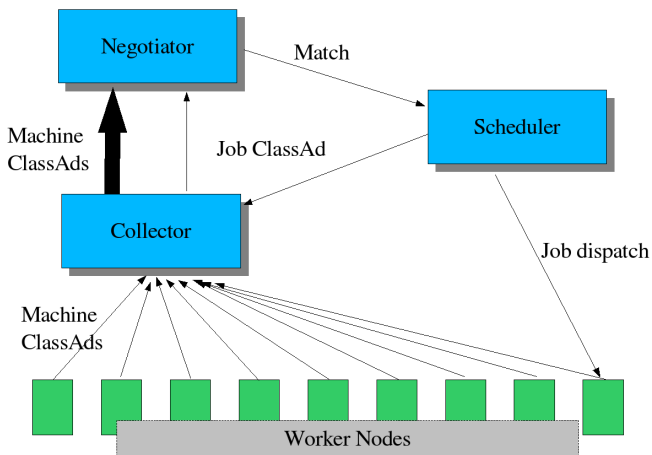 Negotiator
Match
Scheduler
Machine
ClassAds
Job ClassAd
Collector
Job dispatch
Machine
ClassAds
Worker Nodes